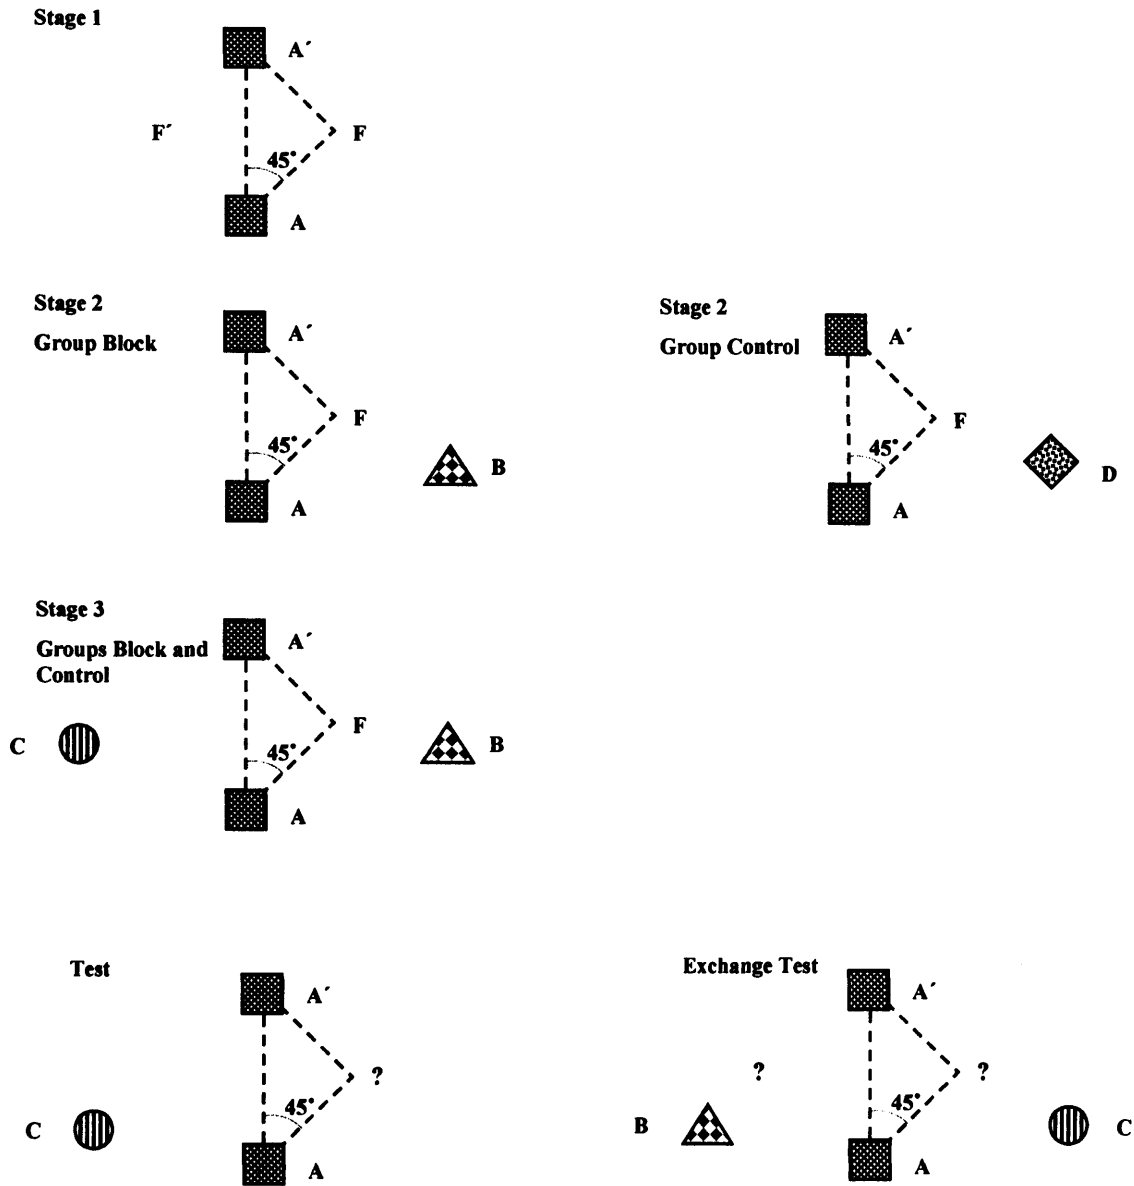 Stage 1
A´
F´
F
45°
A
Stage 2
Group Block
A´
F
45°
B
A
Stage 2
Group Control
A´
F
45°
D
A
Stage 3
Groups Block and
Control
A´
F
C
45°
B
A
Test
A´
?
45°
C
A
Exchange Test
A´
?
?
45°
B
C
A